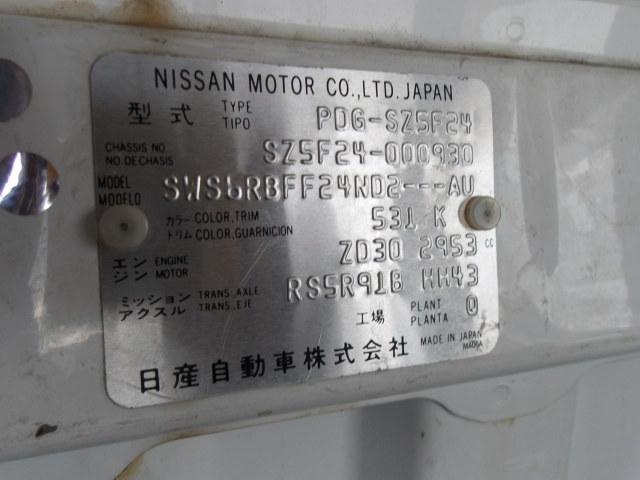 NISSAN MOTOR CO.,LTD. JAPAN
型式 TYPE TIPO PDG-SZ5F24
CHASSIS NO
NO.DE CHASIS SZ5F24-000930
MODEL
MODELO SWS5RBFF24ND2---AU
カラー COLOR,TRIM
トリム COLOR,GUARNICION 531 K
エンジン ENGINE MOTOR ZD30 2953 CC
ミッション TRANS.,AXLE
アクスル TRANS.,EJE RS5R91B HH43
工場 PLANT PLANTA 0
日産自動車株式会社 MADE IN JAPAN